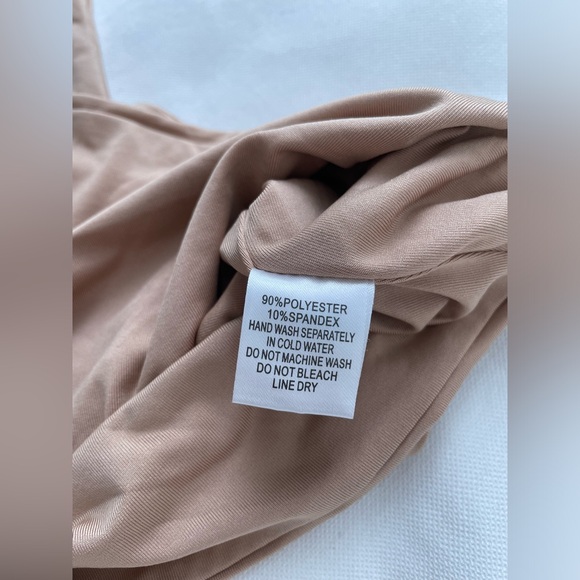 90%POLYESTER
10%SPANDEX
HAND WASH SEPARATELY
IN COLD WATER
DO NOT MACHINE WASH
DO NOT BLEACH
LINE DRY